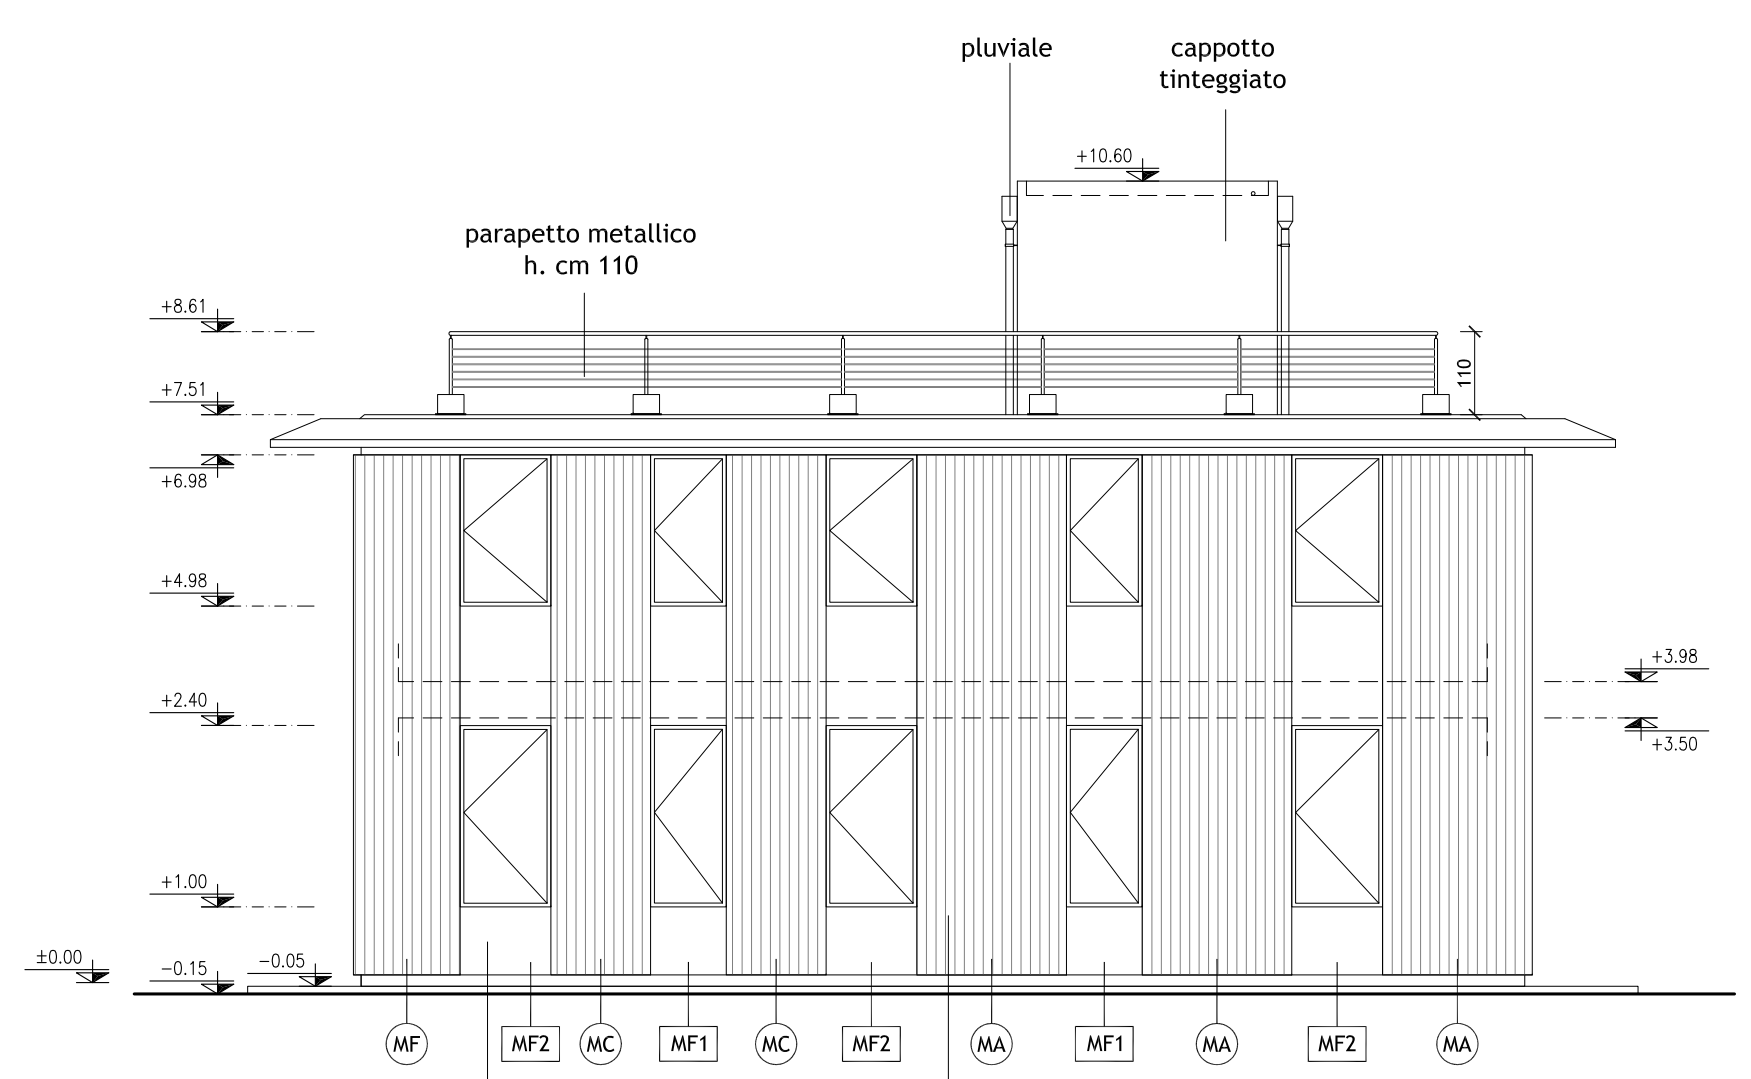 pluviale
cappotto
tinteggiato
+10.60
parapetto metallico
h. cm 110
+8.61
110
+7.51
+6.98
+4.98
+3.98
+2.40
+3.50
+1.00
±0.00
-0.15
-0.05
MF
MF2
MC
MF1
MC
MF2
MA
MF1
MA
MF2
MA